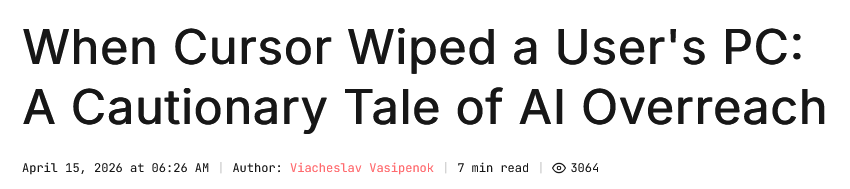 When Cursor Wiped a User's PC:
A Cautionary Tale of AI Overreach
April 15, 2026 at 06:26 AM | Author: Viacheslav Vasipenok | 7 min read | 3064